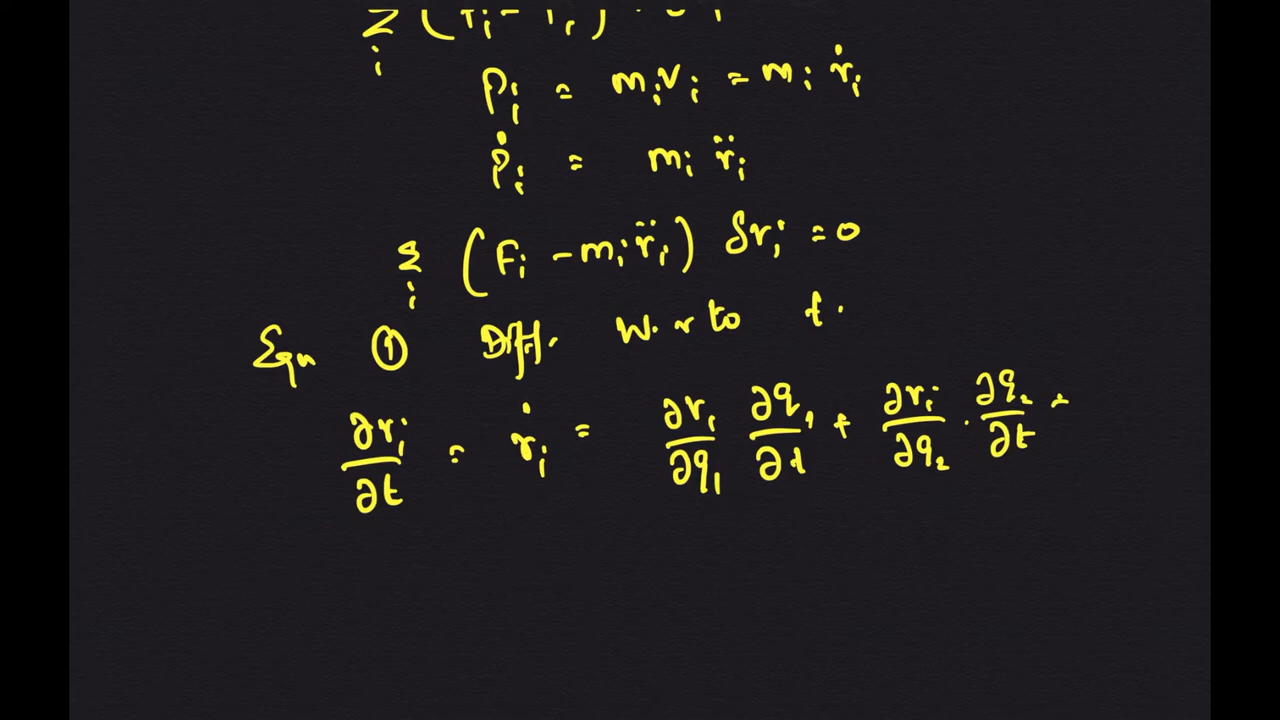 p_i = m_i v_i = m_i ṙ_i
ṗ_i = m_i r̈_i
Σ_i (F_i - m_i r̈_i) δr_i = 0
Eqn ① Diff. w.r to t.
∂r_i/∂t = ṙ_i = ∂r_i/∂q_1 ∂q_1/∂t + ∂r_i/∂q_2 · ∂q_2/∂t +